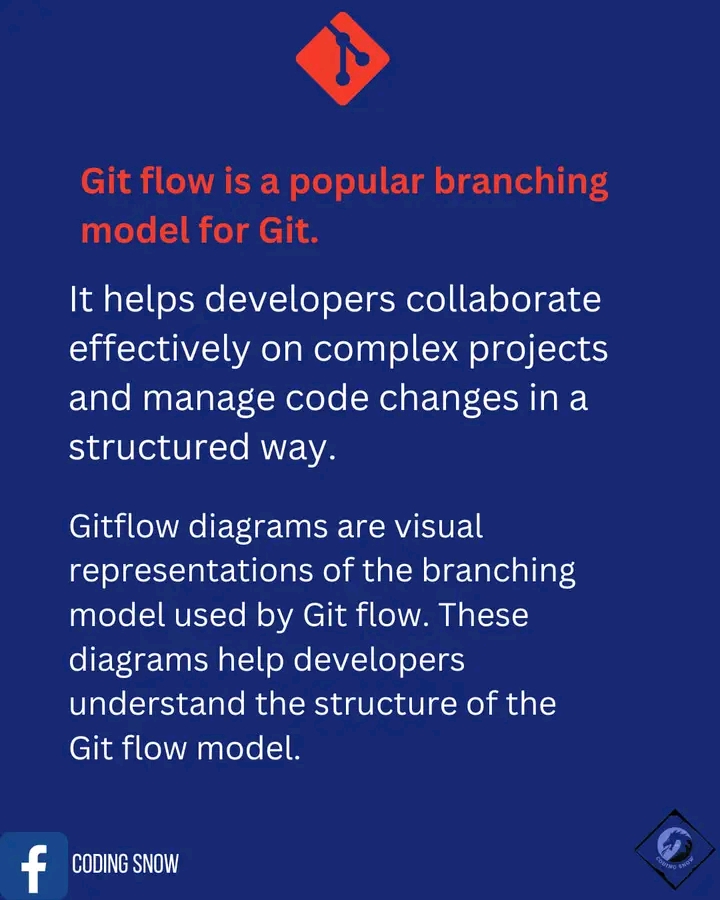 Git flow is a popular branching
model for Git.
It helps developers collaborate
effectively on complex projects
and manage code changes in a
structured way.
Gitflow diagrams are visual
representations of the branching
model used by Git flow. These
diagrams help developers
understand the structure of the
Git flow model.
CODING SNOW
CODING SNOW